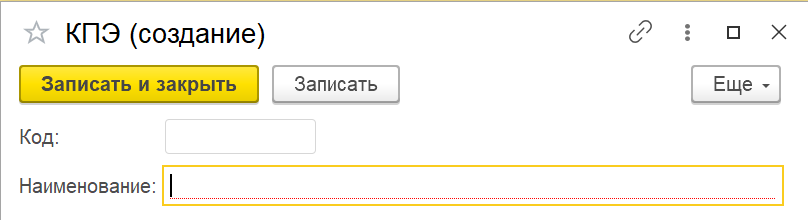 КПЭ (создание)
Записать и закрыть Записать Еще
Код:
Наименование: